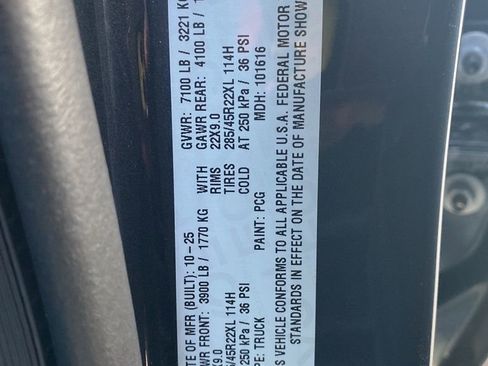 GVWR: 7100 LB / 3221 K
ATE OF MFR (BUILT): 10-25 GAWR REAR: 4100 LB / 1
WR FRONT: 3900 LB / 1770 KG WITH 22X9.0
X9.0 RIMS 285/45R22XL 114H
/45R22XL 114H TIRES AT 250 kPa / 36 PSI
250 kPa / 36 PSI COLD
PE: TRUCK PAINT: PCG MDH: 101616
S VEHICLE CONFORMS TO ALL APPLICABLE U.S.A. FEDERAL MOTOR
STANDARDS IN EFFECT ON THE DATE OF MANUFACTURE SHOW